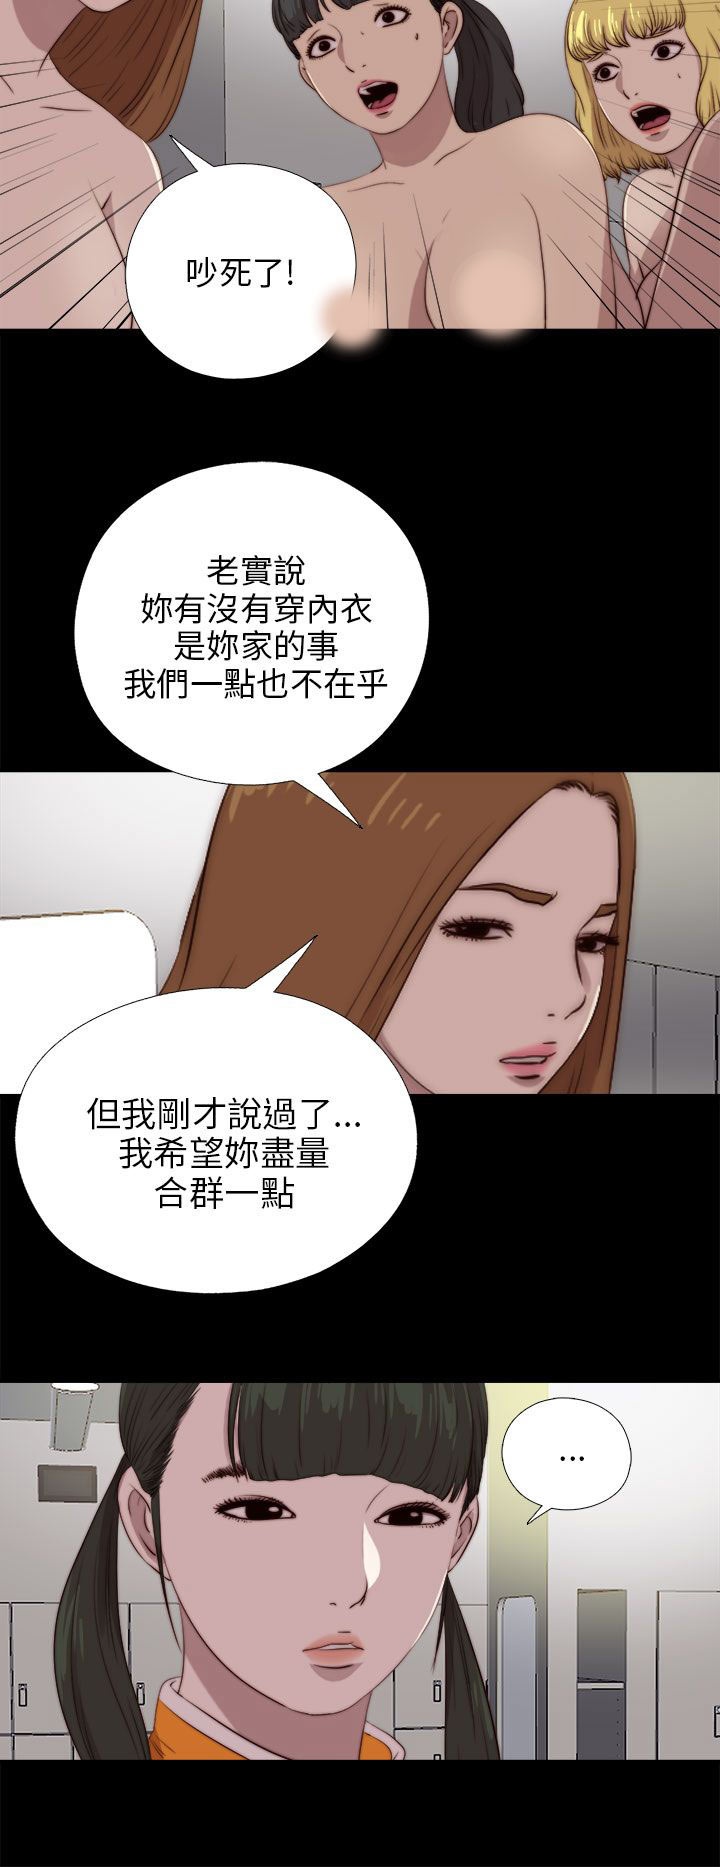 吵死了!
老實說
妳有沒有穿內衣
是妳家的事
我們一點也不在乎
但我剛才說過了...
我希望妳盡量
合群一點
...